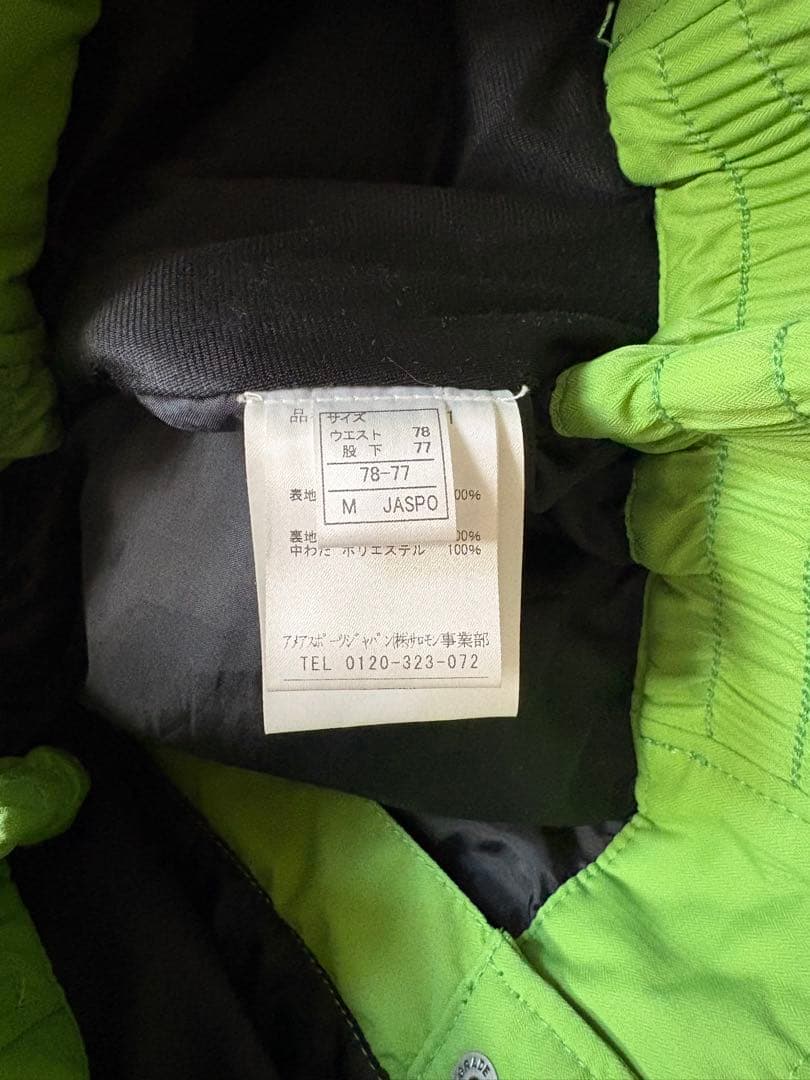 品
サイズ
1
ウエスト 78
股下 77
78-77
M JASPO
表地 00%
裏地 00%
中わた ポリエステル 100%
アメアスポーツジャパン(株)サロモン事業部
TEL 0120-323-072
GRADE